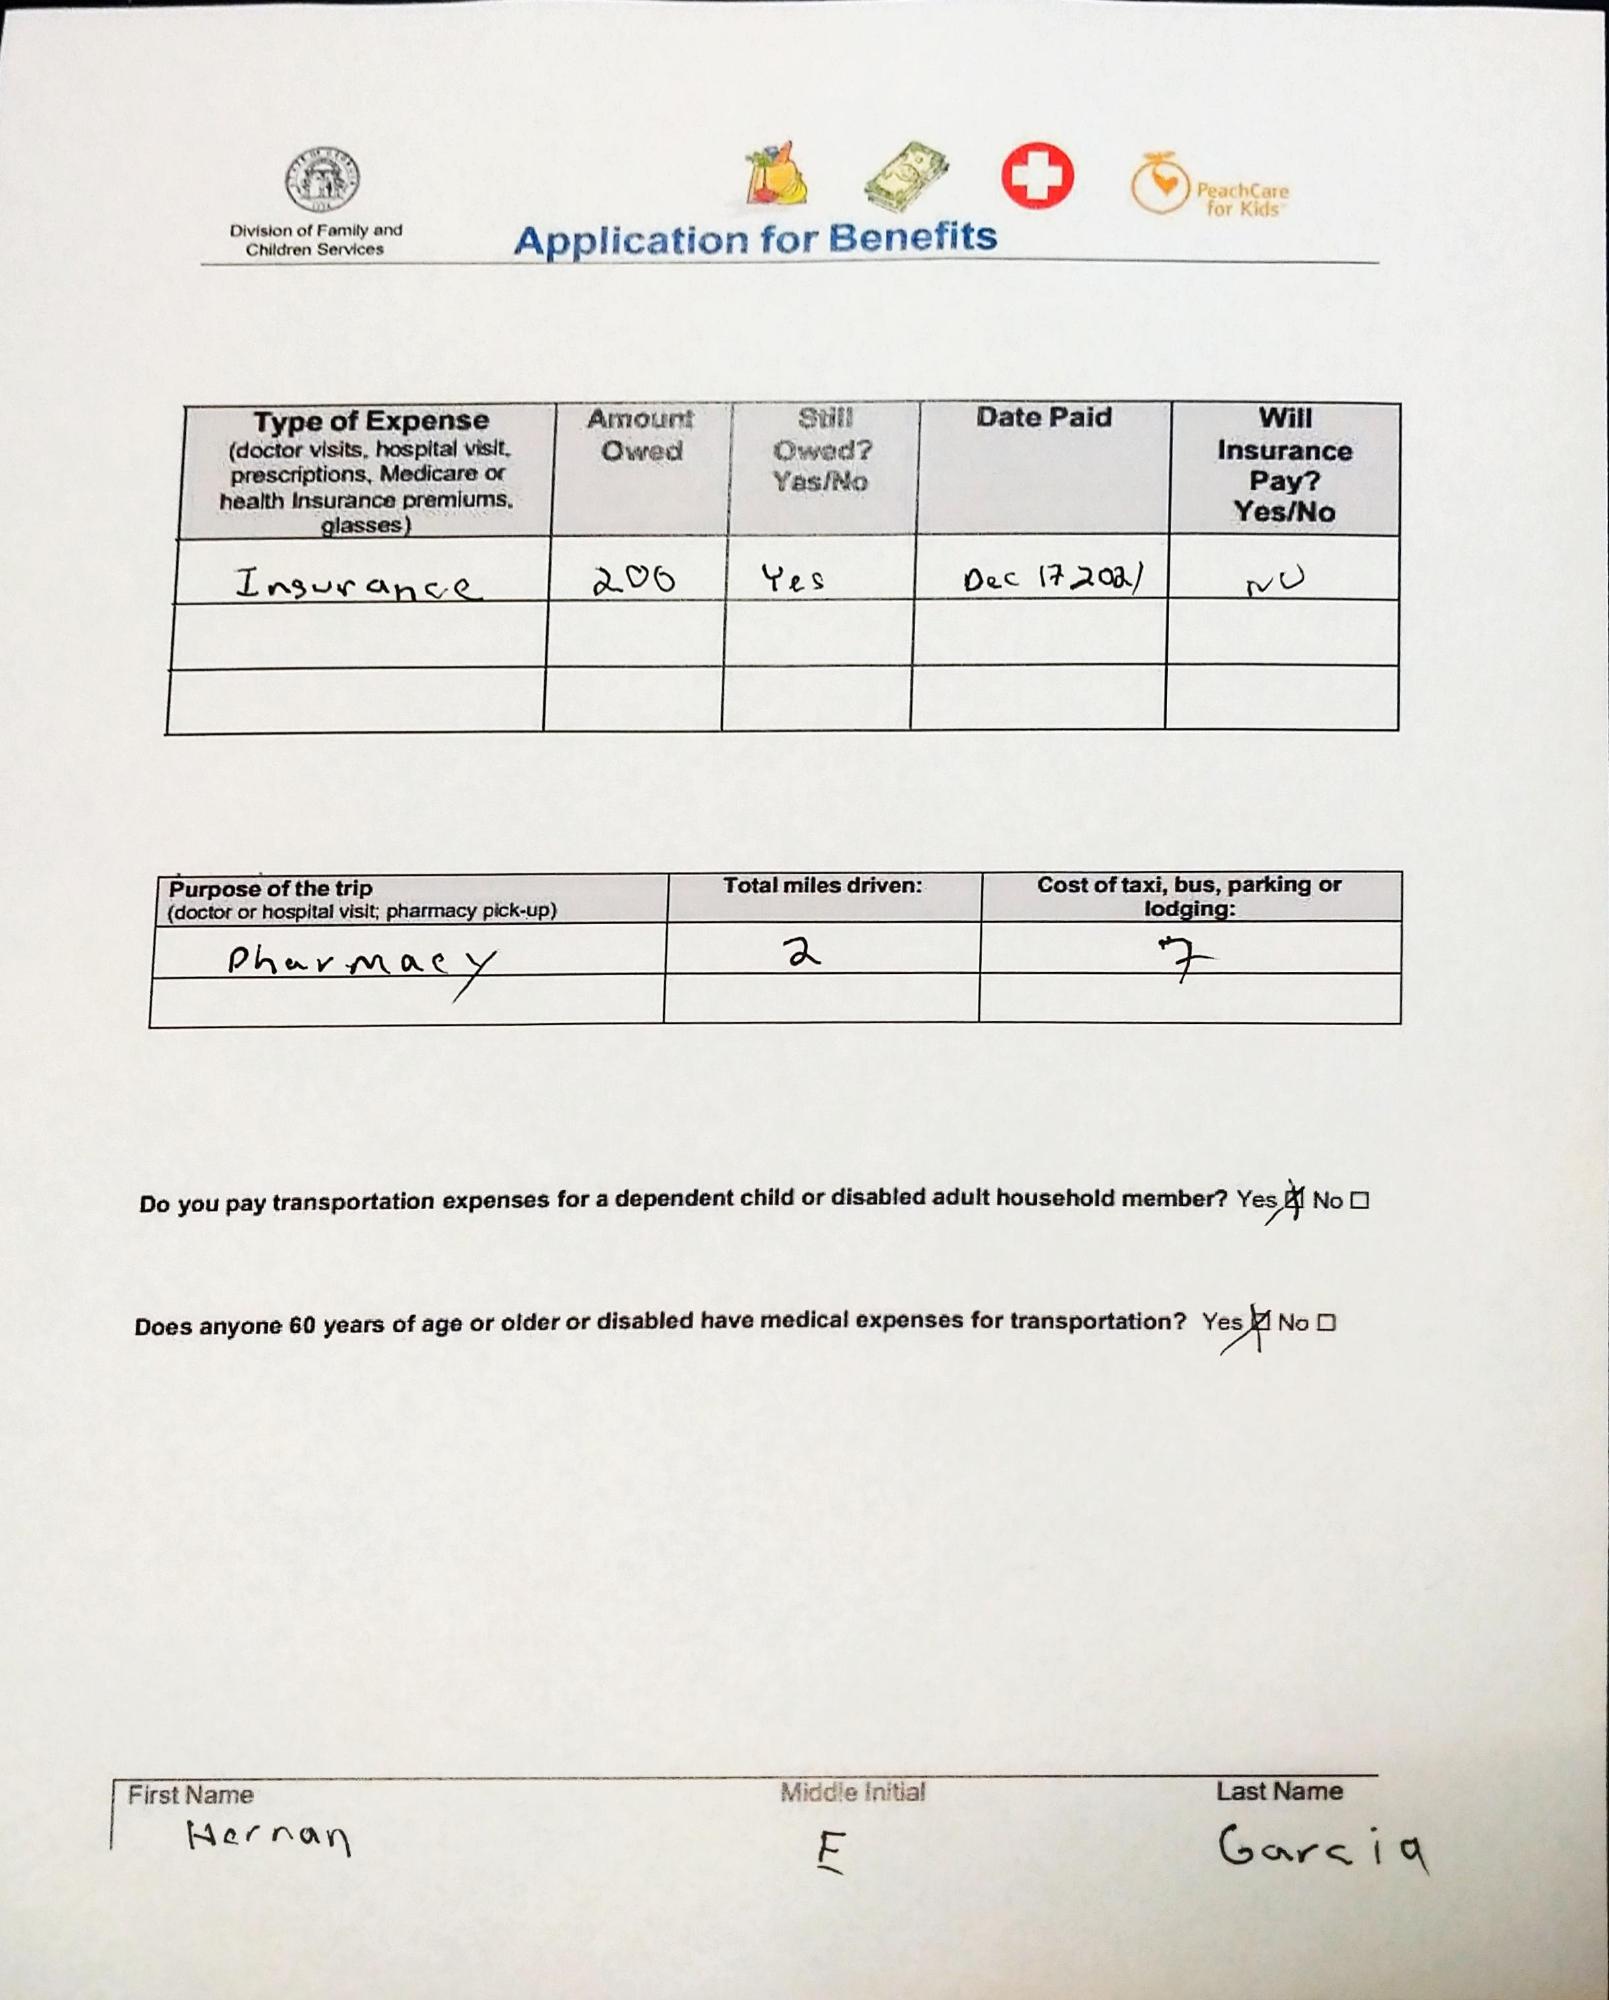 Division of Family and
Children Services
Application for Benefits
PeachCare
for Kids
Type of Expense
(doctor visits, hospital visit,
prescriptions, Medicare or
health Insurance premiums,
glasses)
Amount
Owed
Still
Owed?
Yes/No
Date Paid
Will
Insurance
Pay?
Yes/No
Insurance 200 Yes Dec 17 2021 NO
Purpose of the trip
(doctor or hospital visit; pharmacy pick-up)
Total miles driven:
Cost of taxi, bus, parking or
lodging:
Pharmacy 2 7
Do you pay transportation expenses for a dependent child or disabled adult household member? Yes ☒ No ☐
Does anyone 60 years of age or older or disabled have medical expenses for transportation? Yes ☒ No ☐
First Name Middle Initial Last Name
Hernan E Garcia